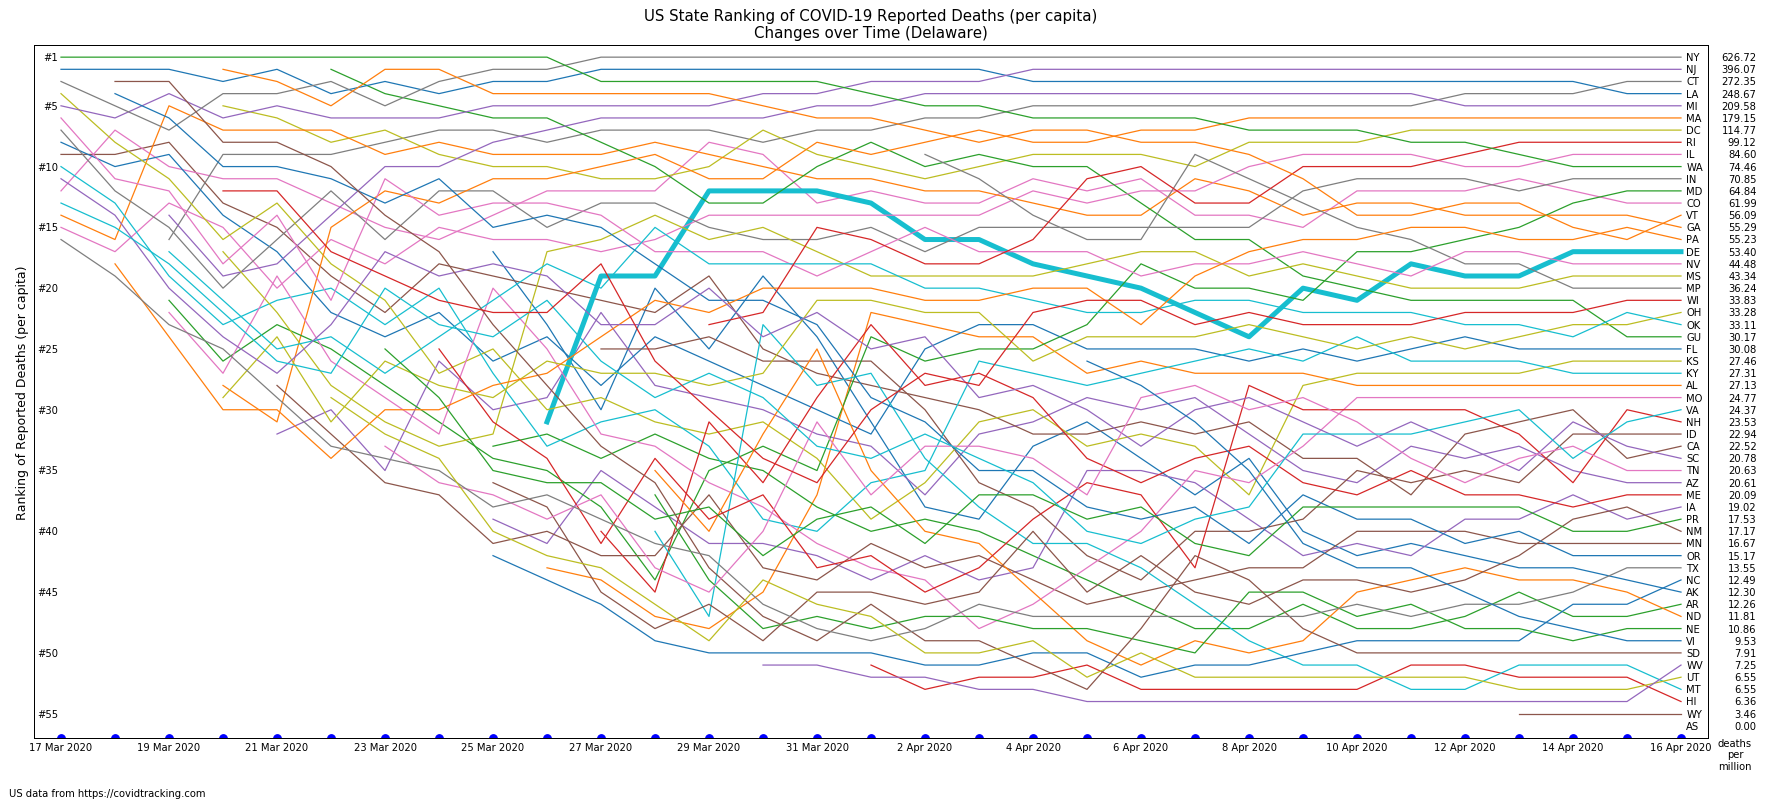 US State Ranking of COVID-19 Reported Deaths (per capita)
Changes over Time (Delaware)
Ranking of Reported Deaths (per capita)
#1
#5
#10
#15
#20
#25
#30
#35
#40
#45
#50
#55
NY 626.72
NJ 396.07
CT 272.35
LA 248.67
MI 209.58
MA 179.15
DC 114.77
RI 99.12
IL 84.60
WA 74.46
IN 70.85
MD 64.84
CO 61.99
VT 56.09
GA 55.29
PA 55.23
DE 53.40
NV 44.48
MS 43.34
MP 36.24
WI 33.83
OH 33.28
OK 33.11
GU 30.17
FL 30.08
KS 27.46
KY 27.31
AL 27.13
MO 24.77
VA 24.37
NH 23.53
ID 22.94
CA 22.52
SC 20.78
TN 20.63
AZ 20.61
ME 20.09
IA 19.02
PR 17.53
NM 17.17
MN 16.67
OR 15.17
TX 13.55
NC 12.49
AK 12.30
AR 12.26
ND 11.81
NE 10.86
VI 9.53
SD 7.91
WV 7.25
UT 6.55
MT 6.55
HI 6.36
WY 3.46
AS 0.00
17 Mar 2020 19 Mar 2020 21 Mar 2020 23 Mar 2020 25 Mar 2020 27 Mar 2020 29 Mar 2020 31 Mar 2020 2 Apr 2020 4 Apr 2020 6 Apr 2020 8 Apr 2020 10 Apr 2020 12 Apr 2020 14 Apr 2020 16 Apr 2020
deaths
per
million
US data from https://covidtracking.com